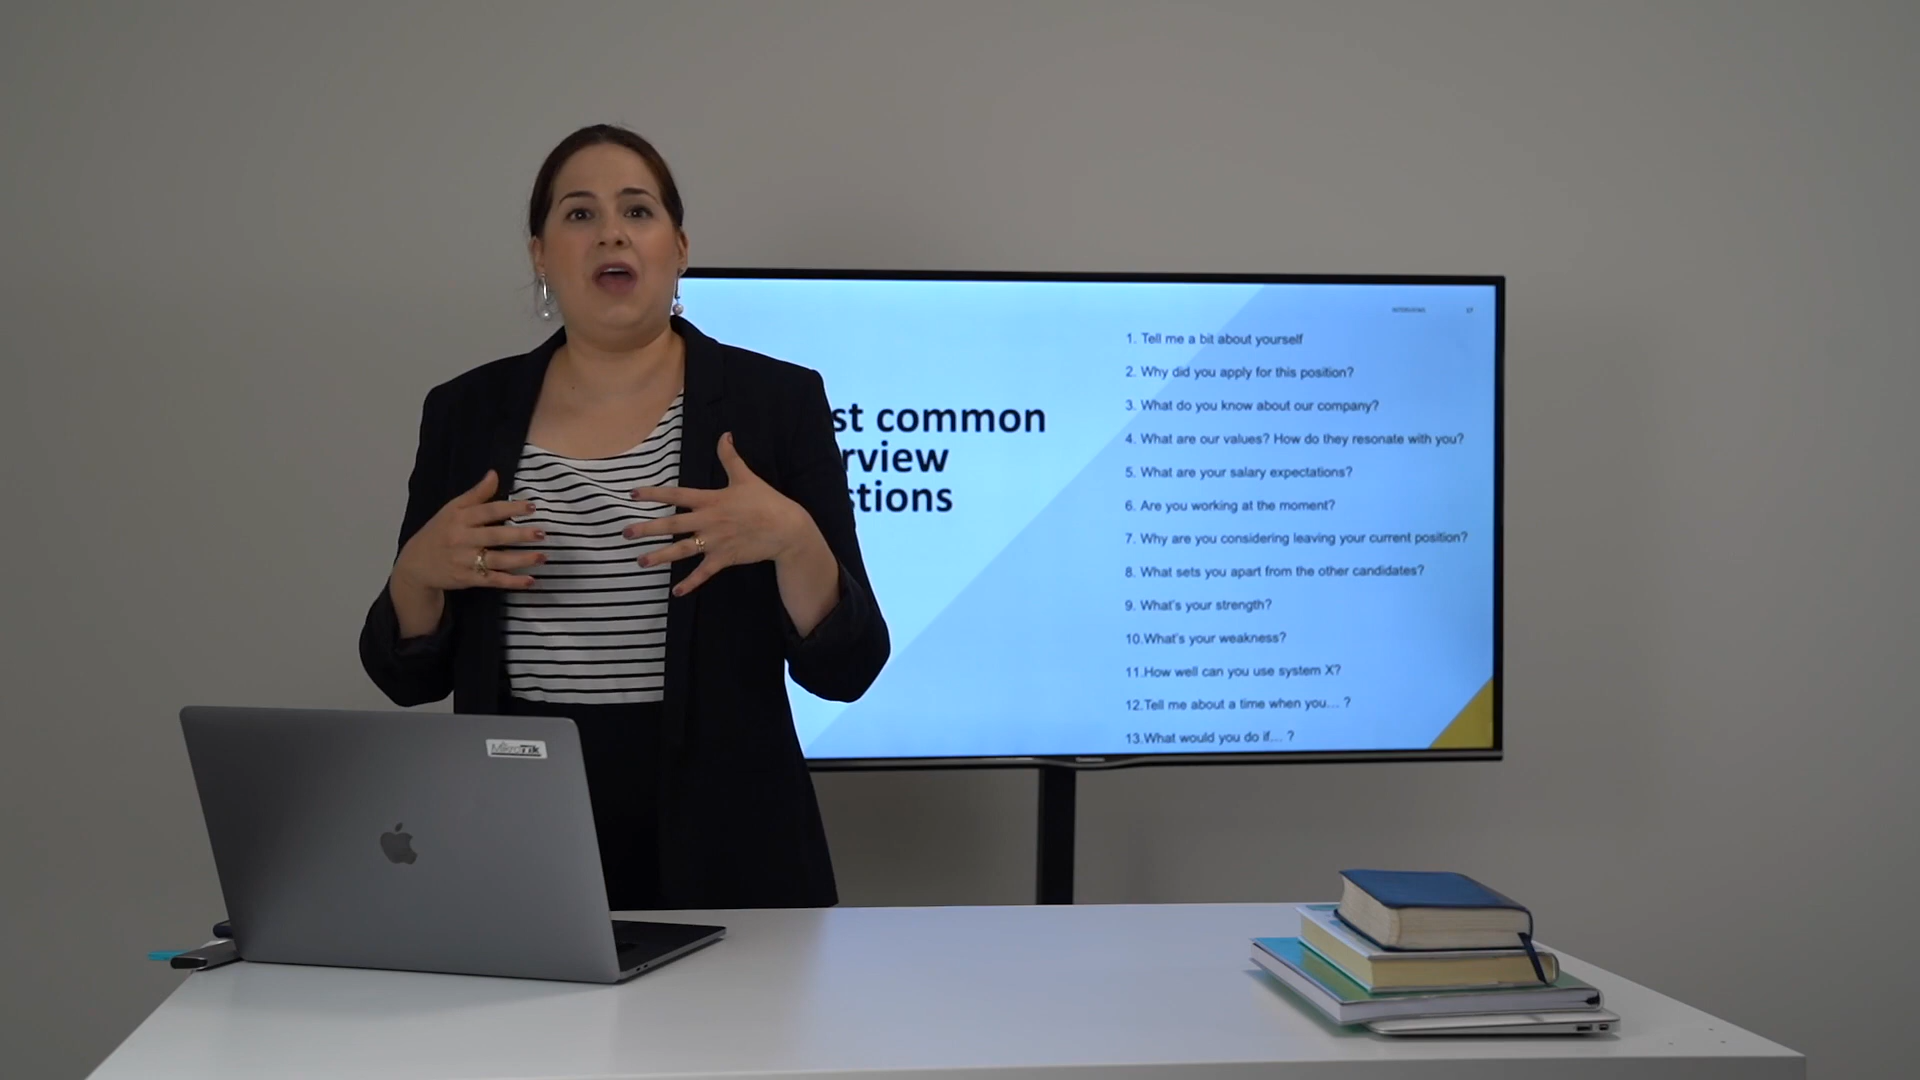 INTERVIEWS 17
st common
rview
stions
1. Tell me a bit about yourself
2. Why did you apply for this position?
3. What do you know about our company?
4. What are our values? How do they resonate with you?
5. What are your salary expectations?
6. Are you working at the moment?
7. Why are you considering leaving your current position?
8. What sets you apart from the other candidates?
9. What's your strength?
10.What's your weakness?
11.How well can you use system X?
12.Tell me about a time when you... ?
13.What would you do if... ?
MikroTik